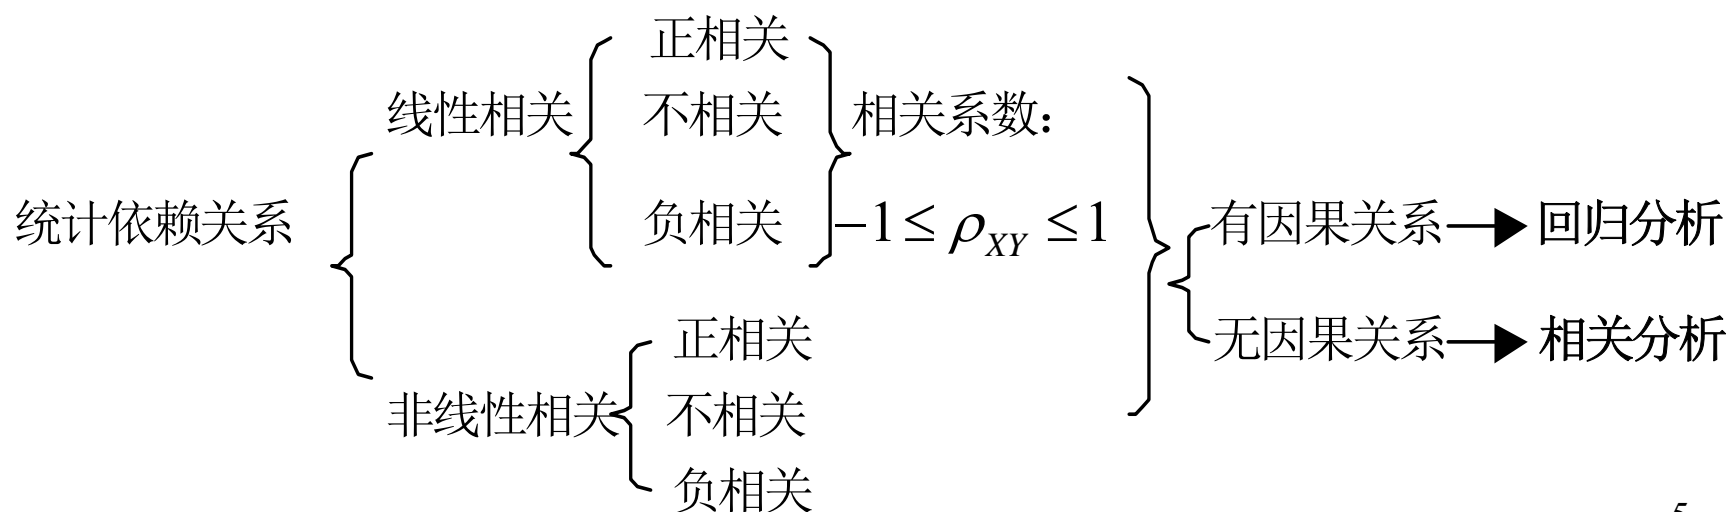 正相关
线性相关 不相关 相关系数：
统计依赖关系 负相关 −1 ≤ ρXY ≤ 1 有因果关系 回归分析
正相关 无因果关系 相关分析
非线性相关 不相关
负相关
5